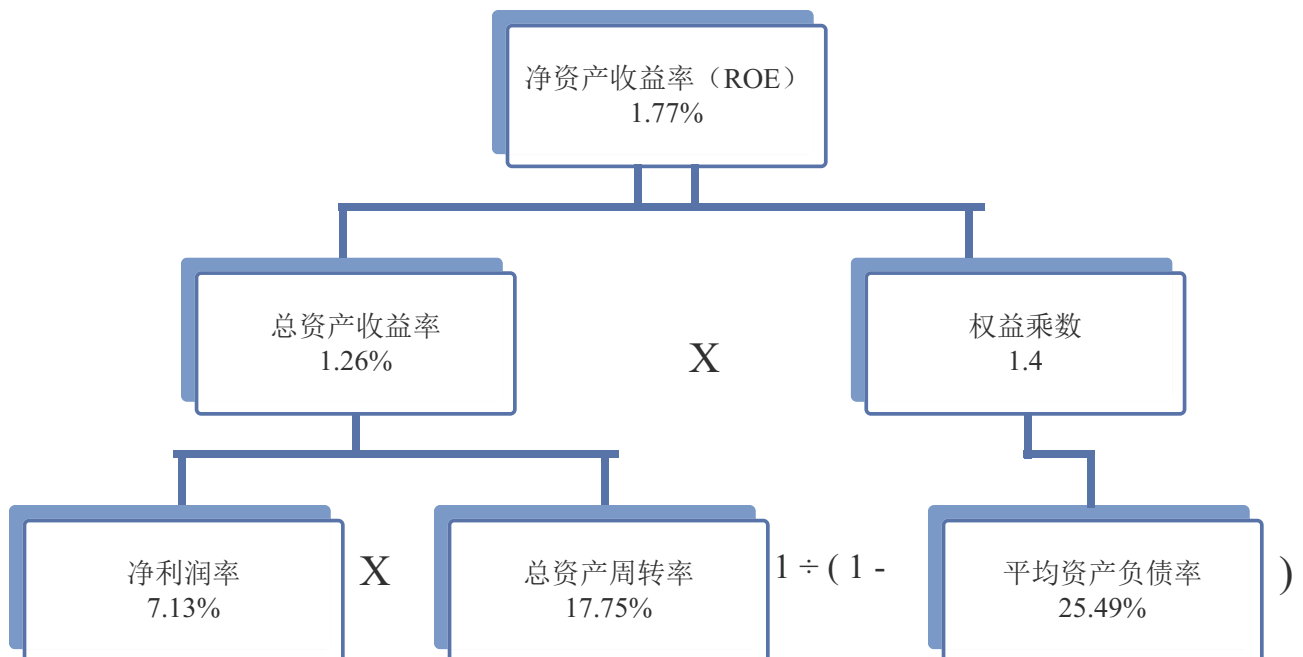 净资产收益率（ROE）
1.77%
总资产收益率
1.26%
X
权益乘数
1.4
净利润率
7.13%
X
总资产周转率
17.75%
1 ÷ ( 1 -
平均资产负债率
25.49%
)